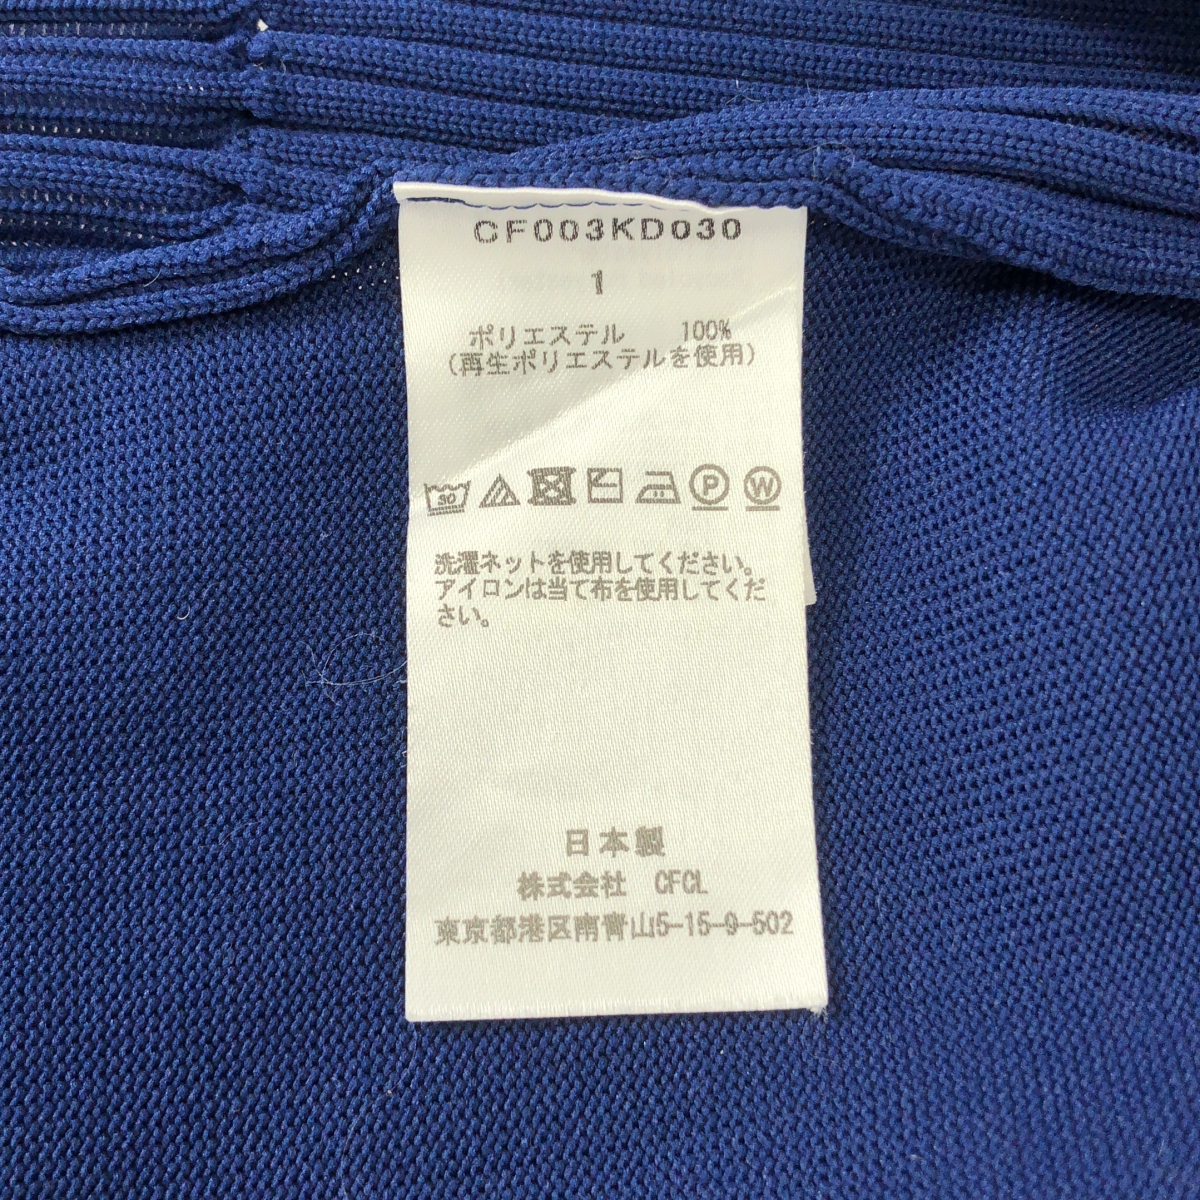 CF003KD030
1
ポリエステル 100%
(再生ポリエステルを使用)
30 P W
洗濯ネットを使用してください。
アイロンは当て布を使用してくだ
さい。
日本製
株式会社 CFCL
東京都港区南青山5-15-9-502